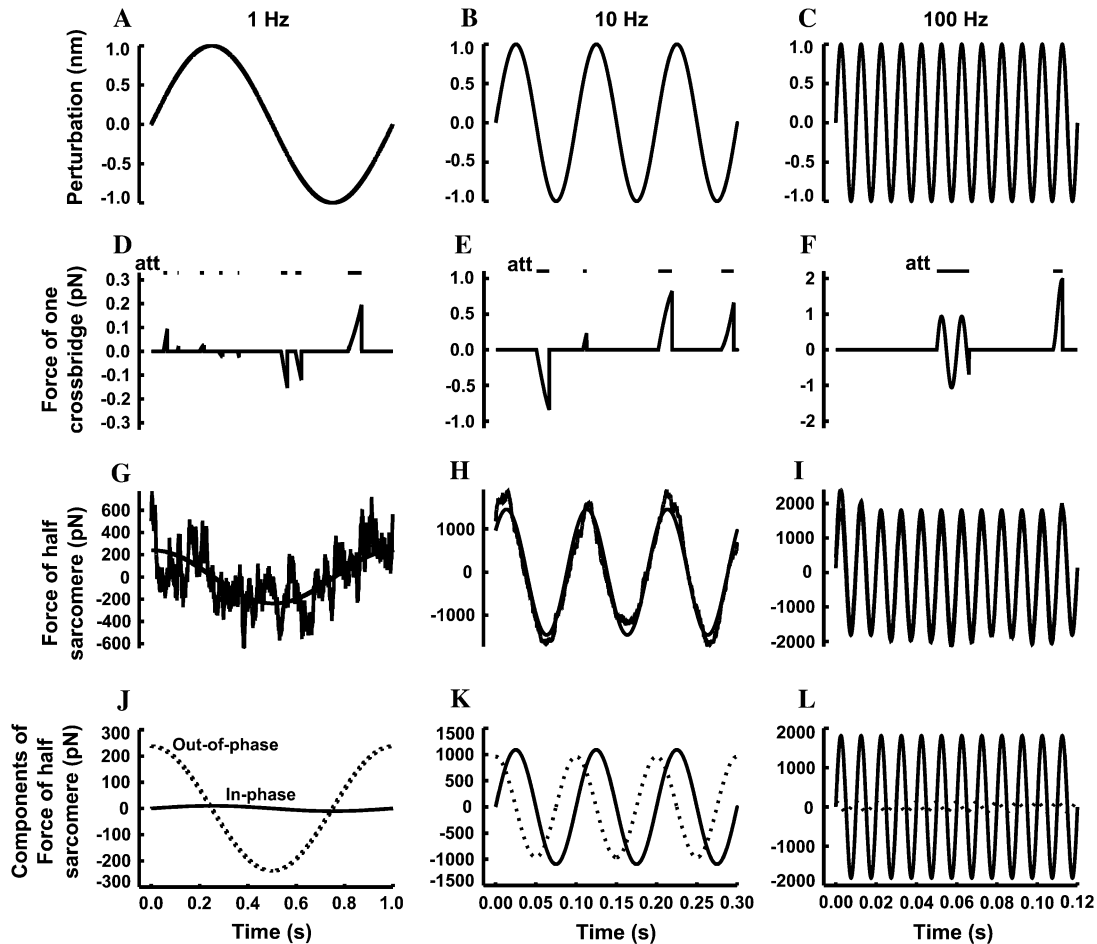 A 1 Hz B 10 Hz C 100 Hz
Perturbation (nm)
1.0 0.5 0.0 -0.5 -1.0
1.0 0.5 0.0 -0.5 -1.0
1.0 0.5 0.0 -0.5 -1.0
D E F
Force of one
crossbridge (pN)
att
0.3 0.2 0.1 0.0 -0.1 -0.2 -0.3
att
1.0 0.5 0.0 -0.5 -1.0
att
2 1 0 -1 -2
G H I
Force of half
sarcomere (pN)
600 400 200 0 -200 -400 -600
1000 0 -1000
2000 1000 0 -1000 -2000
J K L
Components of
Force of half
sarcomere (pN)
300 200 100 0 -100 -200 -300
Out-of-phase
In-phase
1500 1000 500 0 -500 -1000 -1500
2000 1000 0 -1000 -2000
0.0 0.2 0.4 0.6 0.8 1.0
0.00 0.05 0.10 0.15 0.20 0.30
0.00 0.02 0.04 0.06 0.08 0.10 0.12
Time (s) Time (s) Time (s)